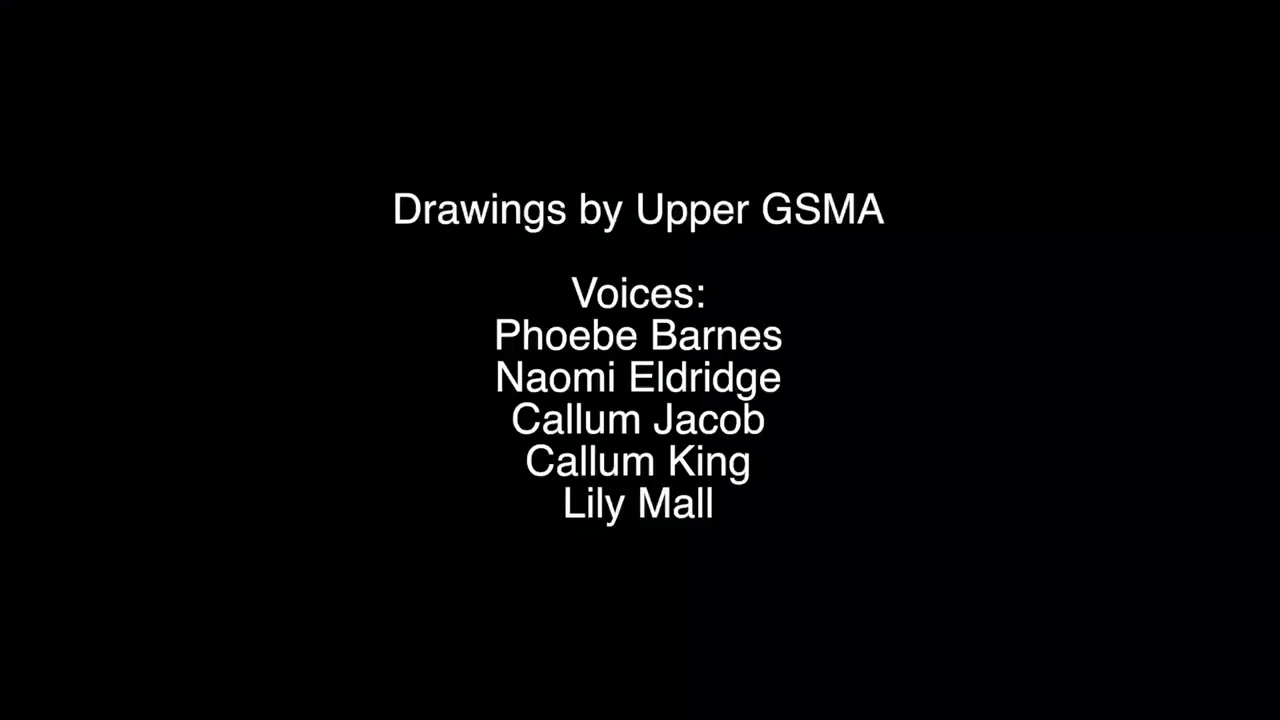 Drawings by Upper GSMA
Voices:
Phoebe Barnes
Naomi Eldridge
Callum Jacob
Callum King
Lily Mall